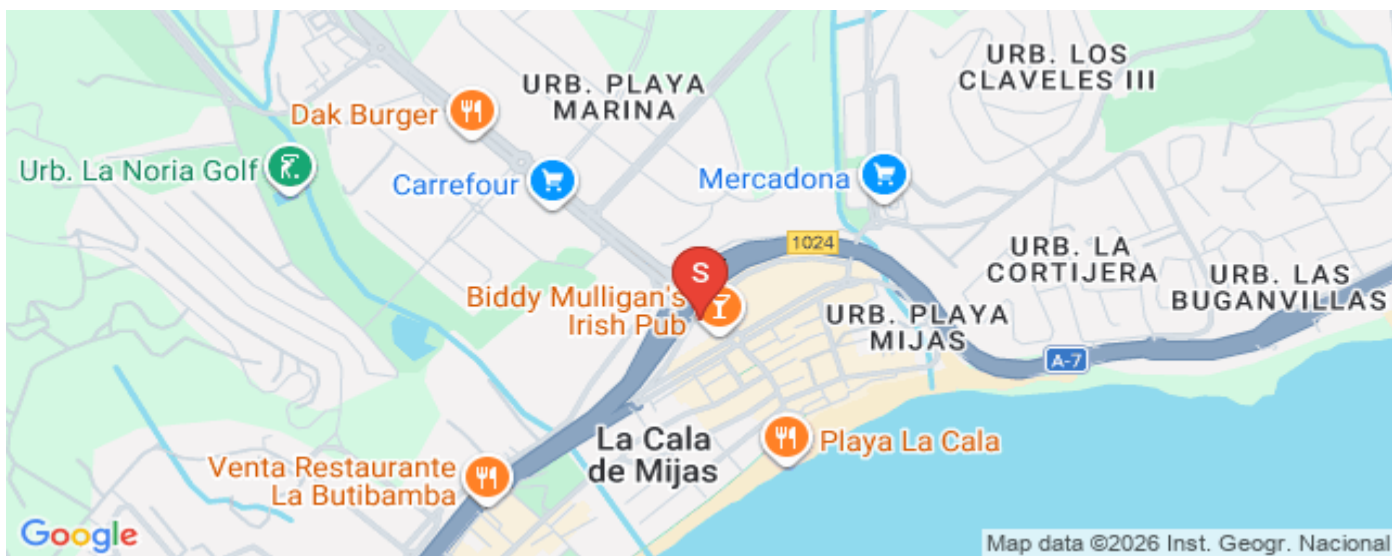 URB. LOS
CLAVELES III
URB. PLAYA
MARINA
Dak Burger
Urb. La Noria Golf
Carrefour
Mercadona
1024
URB. LA
CORTIJERA
URB. LAS
BUGANVILLAS
S
Biddy Mulligan's
Irish Pub
URB. PLAYA
MIJAS
A-7
La Cala
de Mijas
Playa La Cala
Venta Restaurante
La Butibamba
Google
Map data ©2026 Inst. Geogr. Nacional